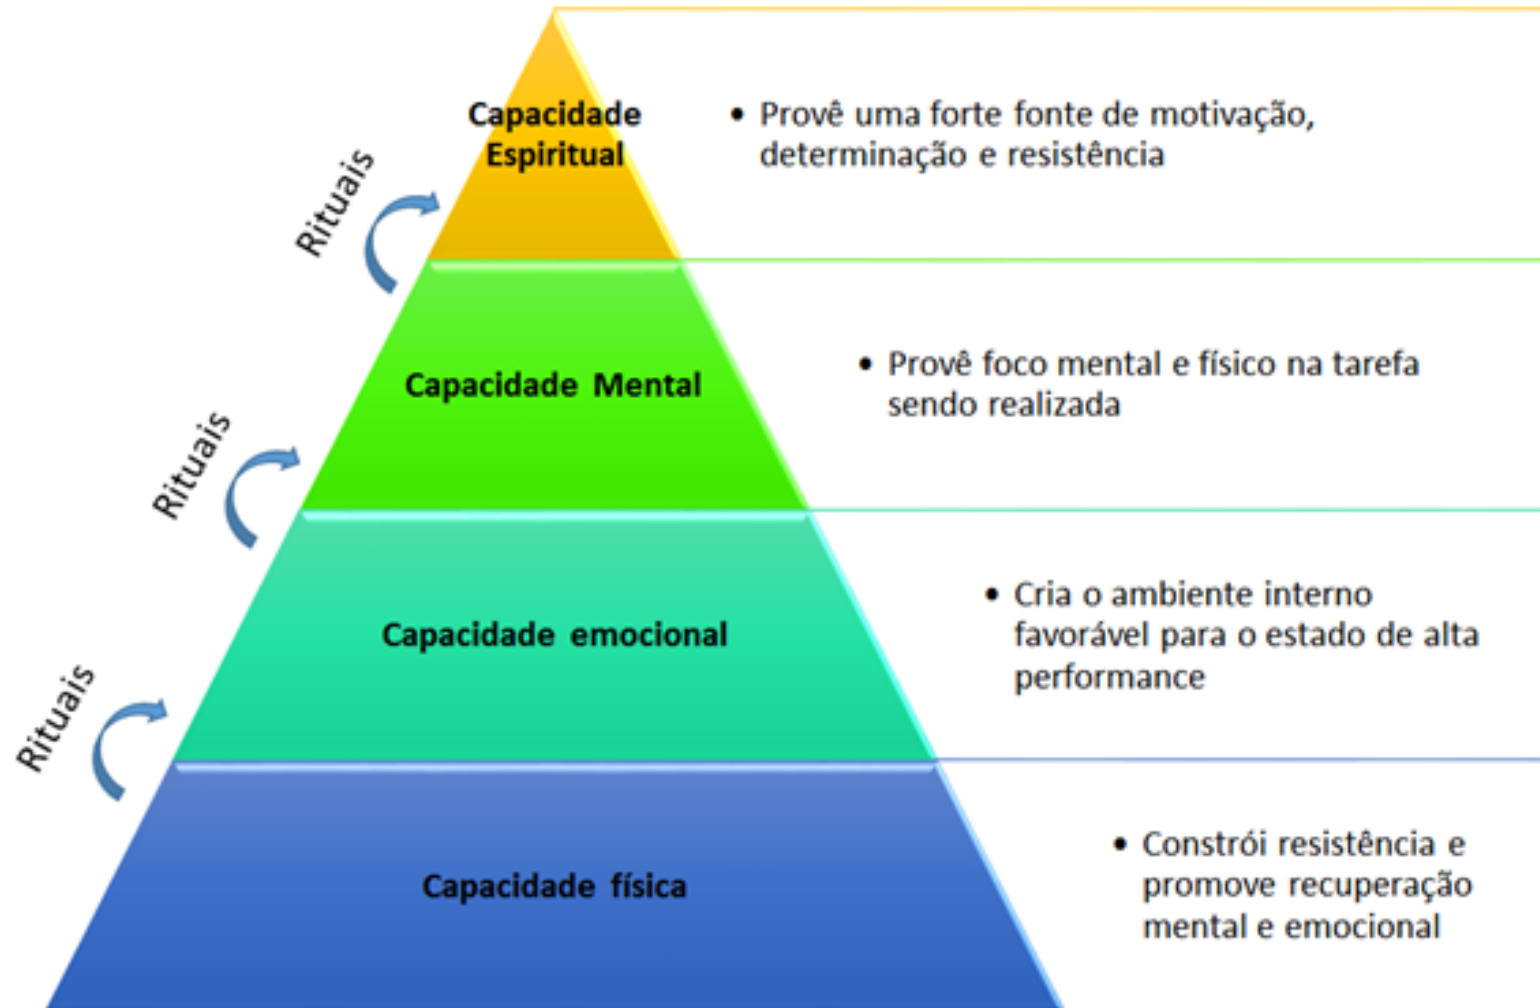 Capacidade
Espiritual
• Provê uma forte fonte de motivação,
determinação e resistência
Rituais
Capacidade Mental
• Provê foco mental e físico na tarefa
sendo realizada
Rituais
Capacidade emocional
• Cria o ambiente interno
favorável para o estado de alta
performance
Rituais
Capacidade física
• Constrói resistência e
promove recuperação
mental e emocional